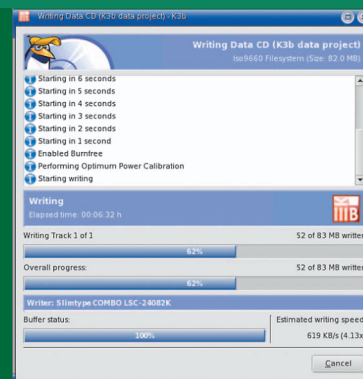 Writing Data CD (K3b data project) - K3b
Writing Data CD (K3b data project)
Iso9660 Filesystem (Size: 82.0 MB)
Starting in 6 seconds
Starting in 5 seconds
Starting in 4 seconds
Starting in 3 seconds
Starting in 2 seconds
Starting in 1 second
Enabled Burnfree
Performing Optimum Power Calibration
Starting writing
Writing
Elapsed time: 00:06:32 h
Writing Track 1 of 1 52 of 83 MB written
62%
Overall progress: 52 of 83 MB written
62%
Writer: Slimtype COMBO LSC-24082K
Buffer status: Estimated writing speed
100% 619 KB/s (4.13x
Cancel